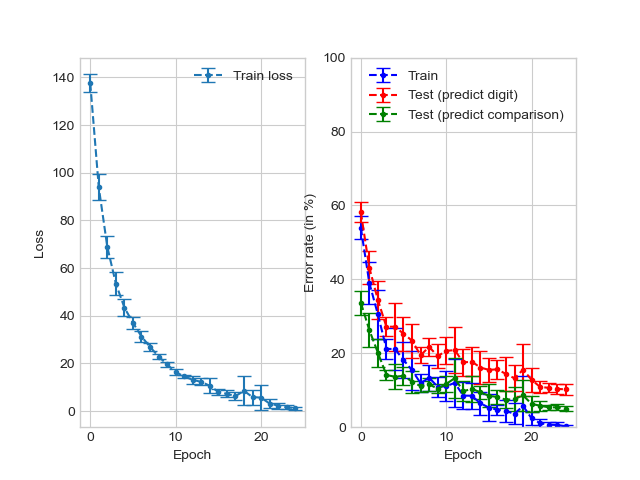 Train loss
140
120
100
80
60
40
20
0
0 10 20
Epoch
Loss
Train
Test (predict digit)
Test (predict comparison)
100
80
60
40
20
0
0 10 20
Epoch
Error rate (in %)